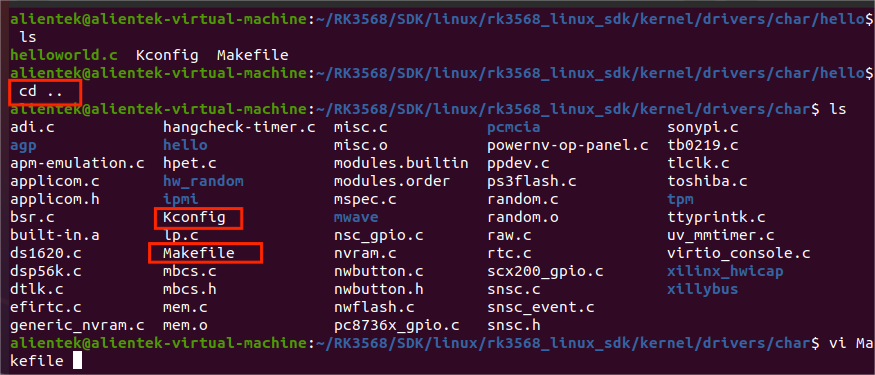 alientek@alientek-virtual-machine:~/RK3568/SDK/linux/rk3568_linux_sdk/kernel/drivers/char/hello$
ls
helloworld.c Kconfig Makefile
alientek@alientek-virtual-machine:~/RK3568/SDK/linux/rk3568_linux_sdk/kernel/drivers/char/hello$
cd ..
alientek@alientek-virtual-machine:~/RK3568/SDK/linux/rk3568_linux_sdk/kernel/drivers/char$ ls
adi.c hangcheck-timer.c misc.c pcmcia sonypi.c
agp hello misc.o powernv-op-panel.c tb0219.c
apm-emulation.c hpet.c modules.builtin ppdev.c tlclk.c
applicom.c hw_random modules.order ps3flash.c toshiba.c
applicom.h ipmi mspec.c random.c tpm
bsr.c Kconfig mwave random.o ttyprintk.c
built-in.a lp.c nsc_gpio.c raw.c uv_mmtimer.c
ds1620.c Makefile nvram.c rtc.c virtio_console.c
dsp56k.c mbcs.c nwbutton.c scx200_gpio.c xilinx_hwicap
dtlk.c mbcs.h nwbutton.h snsc.c xillybus
efirtc.c mem.c nwflash.c snsc_event.c
generic_nvram.c mem.o pc8736x_gpio.c snsc.h
alientek@alientek-virtual-machine:~/RK3568/SDK/linux/rk3568_linux_sdk/kernel/drivers/char$ vi Ma
kefile